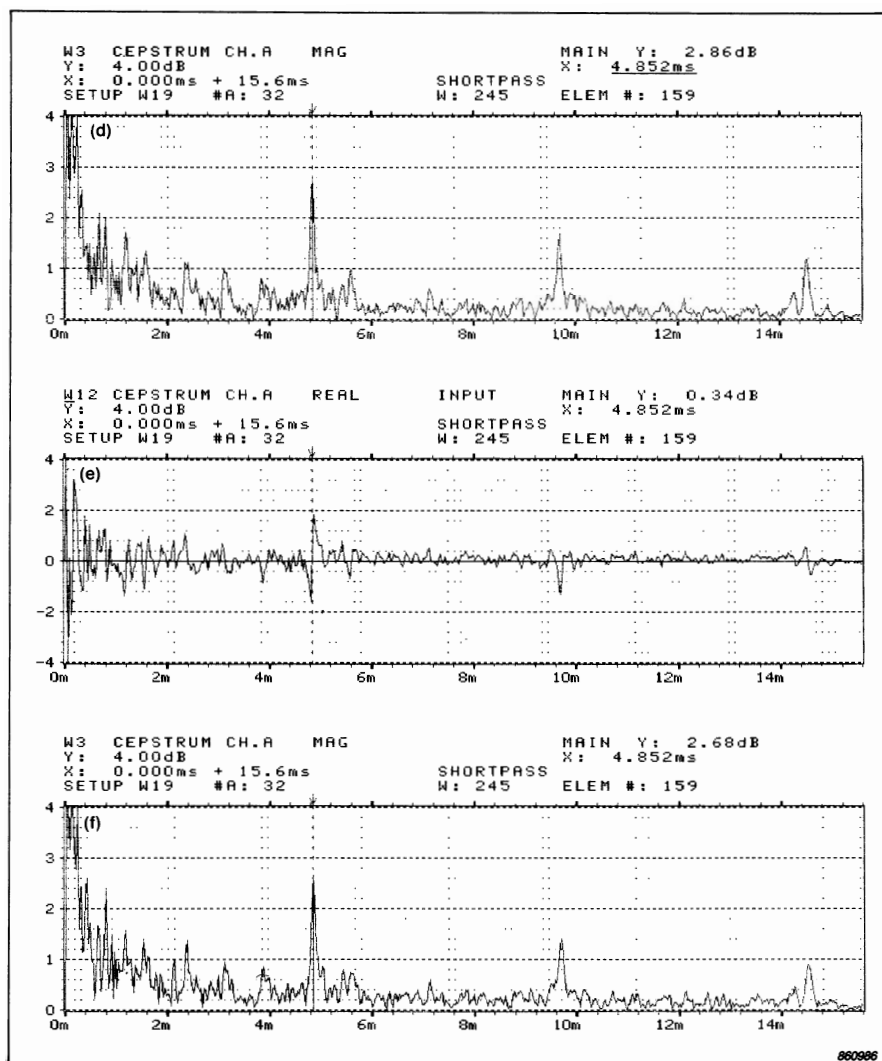 W3 CEPSTRUM CH.A MAG MAIN Y: 2.86dB
Y: 4.00dB X: 4.852ms
X: 0.000ms + 15.6ms SHORTPASS
SETUP W19 #A: 32 W: 245 ELEM #: 159
4
(d)
3
2
1
0
0m 2m 4m 6m 8m 10m 12m 14m
W12 CEPSTRUM CH.A REAL INPUT MAIN Y: 0.34dB
Y: 4.00dB X: 4.852ms
X: 0.000ms + 15.6ms SHORTPASS
SETUP W19 #A: 32 W: 245 ELEM #: 159
4
(e)
2
0
-2
-4
0m 2m 4m 6m 8m 10m 12m 14m
W3 CEPSTRUM CH.A MAG MAIN Y: 2.68dB
Y: 4.00dB X: 4.852ms
X: 0.000ms + 15.6ms SHORTPASS
SETUP W19 #A: 32 W: 245 ELEM #: 159
4
(f)
3
2
1
0
0m 2m 4m 6m 8m 10m 12m 14m
860986